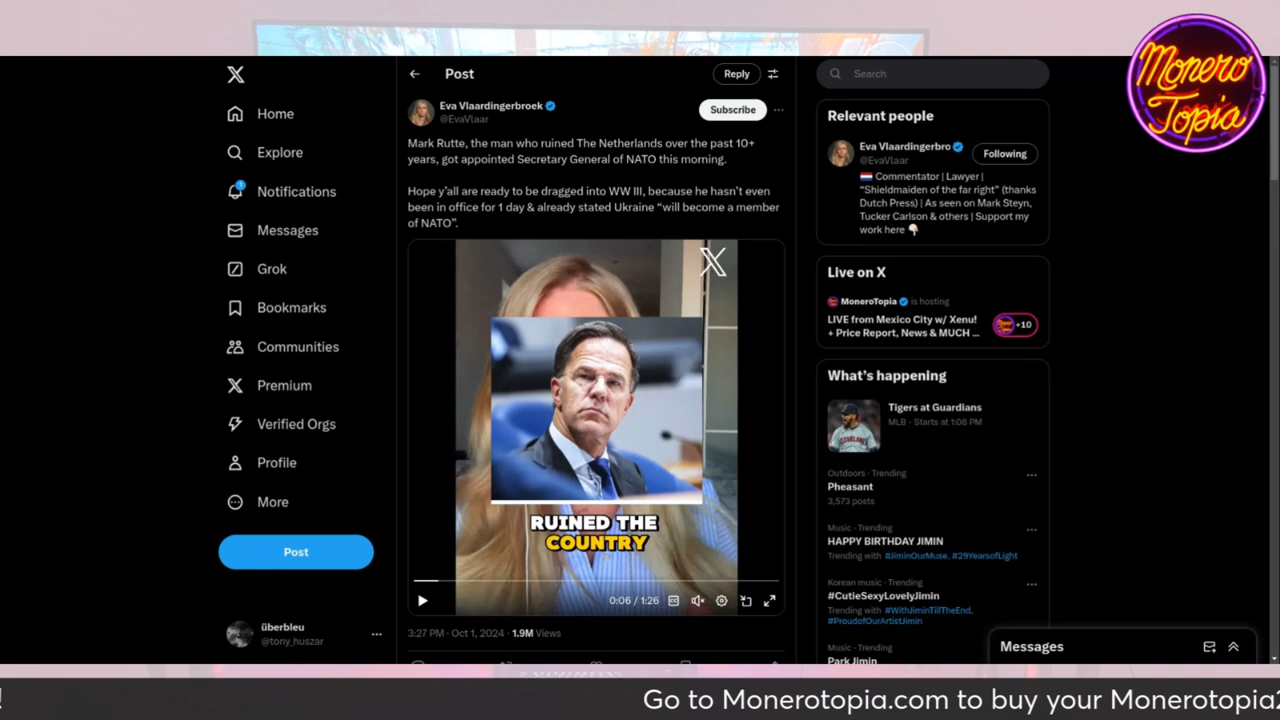 Monero
Topia
Home
Explore
Notifications
Messages
Grok
Bookmarks
Communities
Premium
Verified Orgs
Profile
More
Post
überbleu
@tony_huszar
Post
Reply
Eva Vlaardingerbroek
@EvaVlaar
Subscribe
Mark Rutte, the man who ruined The Netherlands over the past 10+
years, got appointed Secretary General of NATO this morning.
Hope y'all are ready to be dragged into WW III, because he hasn't even
been in office for 1 day & already stated Ukraine “will become a member
of NATO”.
RUINED THE
COUNTRY
0:06 / 1:26
3:27 PM · Oct 1, 2024 · 1.9M Views
Search
Relevant people
Eva Vlaardingerbro
@EvaVlaar
Following
Commentator | Lawyer |
“Shieldmaiden of the far right” (thanks
Dutch Press) | As seen on Mark Steyn,
Tucker Carlson & others | Support my
work here
Live on X
MoneroTopia is hosting
LIVE from Mexico City w/ Xenu!
+ Price Report, News & MUCH ...
+10
What's happening
Tigers at Guardians
MLB · Starts at 1:08 PM
Outdoors · Trending
Pheasant
3,573 posts
Music · Trending
HAPPY BIRTHDAY JIMIN
Trending with #JiminOurMuse, #29YearsofLight
Korean music · Trending
#CutieSexyLovelyJimin
Trending with #WithJiminTillTheEnd,
#ProudofOurArtistJimin
Music · Trending
Park Jimin
Messages
! Go to Monerotopia.com to buy your Monerotopia2